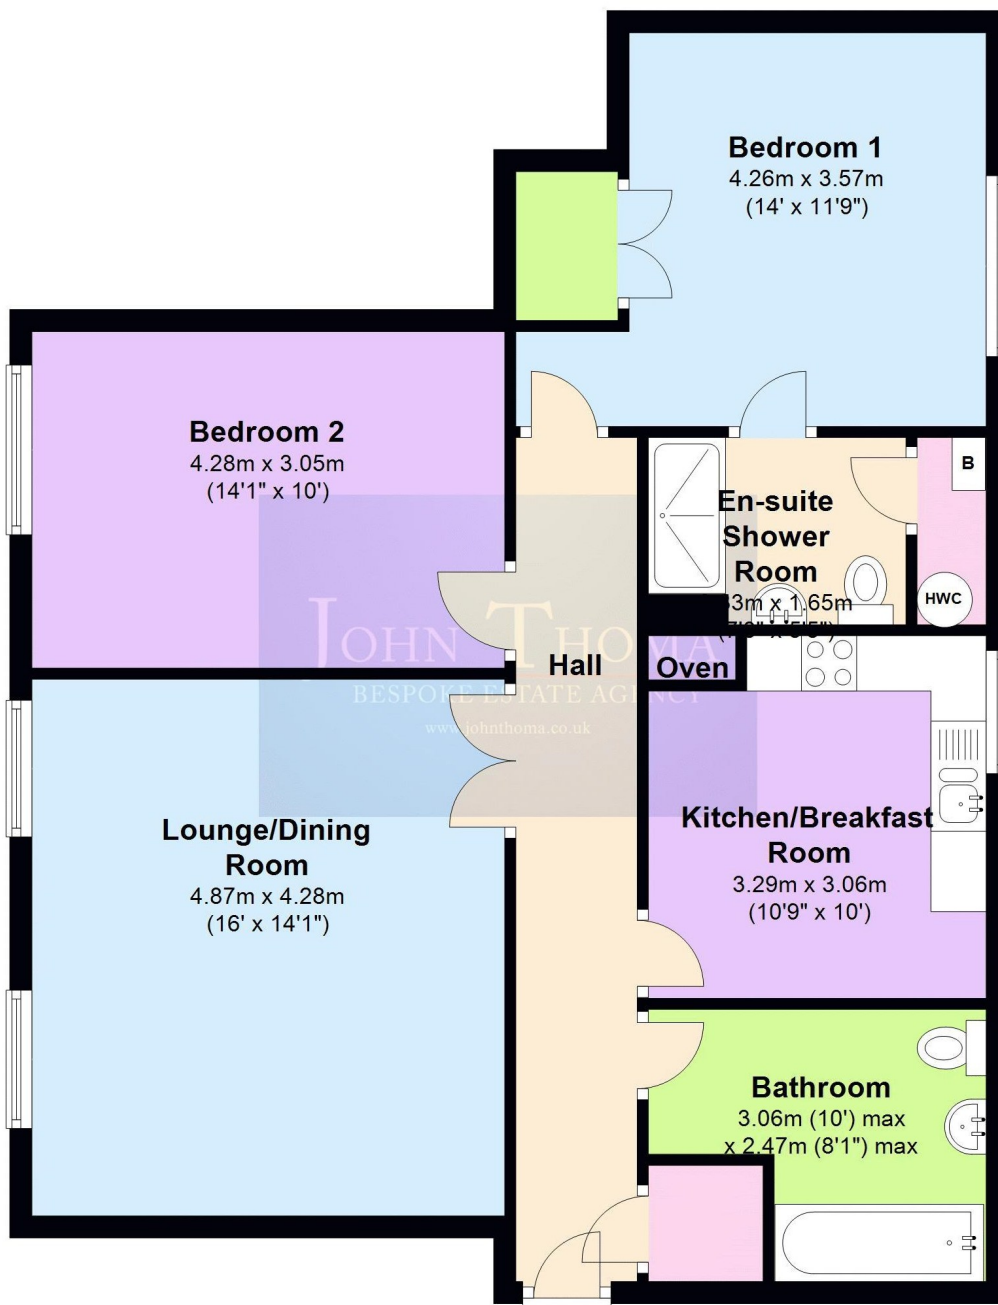 Bedroom 1
4.26m x 3.57m
(14' x 11'9")
Bedroom 2
4.28m x 3.05m
(14'1" x 10')
En-suite
Shower
Room
3m x 1.65m
B
HWC
JOHN THOMA
BESPOKE ESTATE AGENCY
www.johnthoma.co.uk
Hall
Oven
Lounge/Dining
Room
4.87m x 4.28m
(16' x 14'1")
Kitchen/Breakfast
Room
3.29m x 3.06m
(10'9" x 10')
Bathroom
3.06m (10') max
x 2.47m (8'1") max